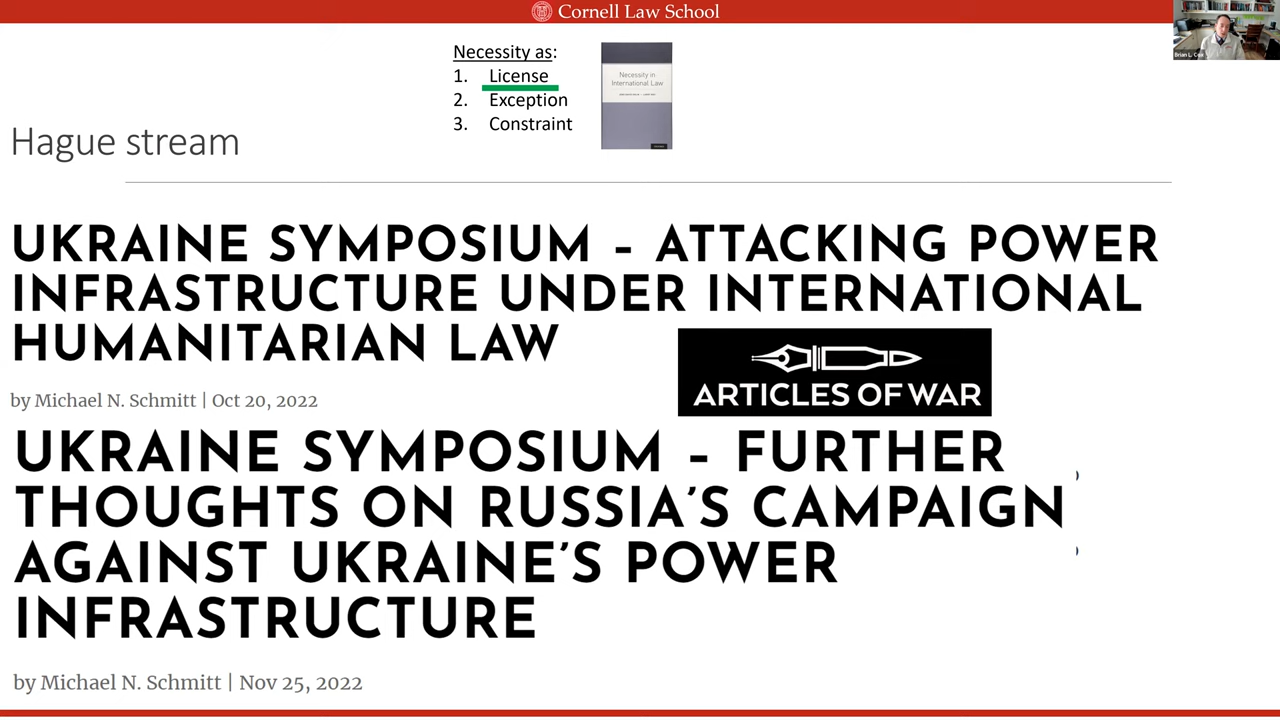 Cornell Law School
Brian L. Cox
Necessity as:
1. License
2. Exception
3. Constraint
Necessity in
International Law
Hague stream
UKRAINE SYMPOSIUM – ATTACKING POWER
INFRASTRUCTURE UNDER INTERNATIONAL
HUMANITARIAN LAW
by Michael N. Schmitt | Oct 20, 2022
ARTICLES OF WAR
UKRAINE SYMPOSIUM – FURTHER
THOUGHTS ON RUSSIA’S CAMPAIGN
AGAINST UKRAINE’S POWER
INFRASTRUCTURE
by Michael N. Schmitt | Nov 25, 2022